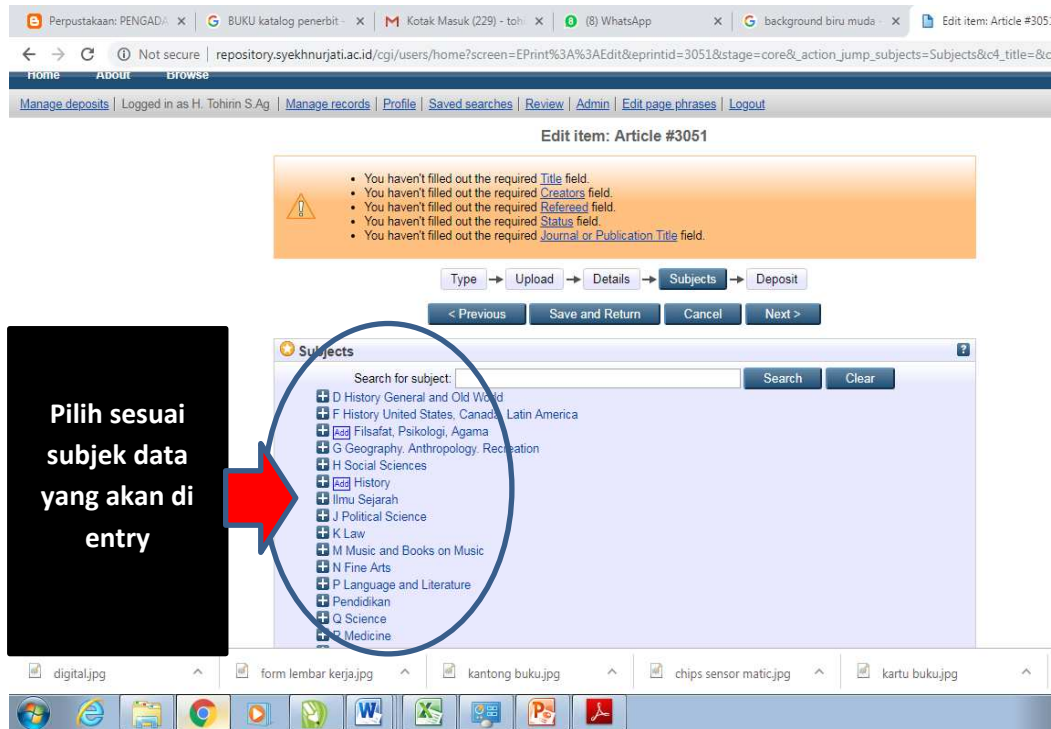 Perpustakaan: PENGADA
BUKU katalog penerbit -
Kotak Masuk (229) - toh
(8) WhatsApp
background biru muda -
Edit item: Article #3051
Not secure | repository.syekhnurjati.ac.id/cgi/users/home?screen=EPrint%3A%3AEdit&eprintid=3051&stage=core&_action_jump_subjects=Subjects&c4_title=&c
Home About Browse
Manage deposits | Logged in as H. Tohirin S.Ag | Manage records | Profile | Saved searches | Review | Admin | Edit page phrases | Logout
Edit item: Article #3051
• You haven't filled out the required Title field.
• You haven't filled out the required Creators field.
• You haven't filled out the required Refereed field.
• You haven't filled out the required Status field.
• You haven't filled out the required Journal or Publication Title field.
Type → Upload → Details → Subjects → Deposit
< Previous Save and Return Cancel Next >
Subjects ?
Search for subject: Search Clear
D History General and Old World
F History United States, Canada, Latin America
Add Filsafat, Psikologi, Agama
G Geography. Anthropology. Recreation
H Social Sciences
Add History
Ilmu Sejarah
J Political Science
K Law
M Music and Books on Music
N Fine Arts
P Language and Literature
Pendidikan
Q Science
R Medicine
Pilih sesuai
subjek data
yang akan di
entry
digital.jpg
form lembar kerja.jpg
kantong buku.jpg
chips sensor matic.jpg
kartu buku.jpg